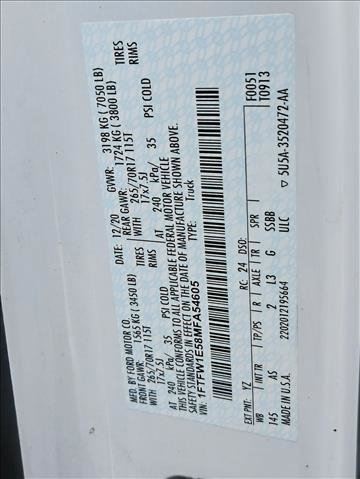 MFD. BY FORD MOTOR CO.
DATE: 12/20 GVWR: 3198 KG ( 7050 LB)
FRONT GAWR: 1565 KG ( 3450 LB) REAR GAWR: 1724 KG ( 3800 LB)
WITH 265/70R17 115T TIRES WITH 265/70R17 115T TIRES
17x7.5J RIMS 17x7.5J RIMS
AT 240 kPa/ 35 PSI COLD AT 240 kPa/ 35 PSI COLD
THIS VEHICLE CONFORMS TO ALL APPLICABLE FEDERAL MOTOR VEHICLE
SAFETY STANDARDS IN EFFECT ON THE DATE OF MANUFACTURE SHOWN ABOVE.
VIN: 1FTFW1E58MFA54605 TYPE: Truck
F0051
T0913
EXT PNT: YZ RC: 24 DSO:
WB INT TR TP/PS R AXLE TR SPR
145 AS 2 L3 G SSBB
ULC
MADE IN U.S.A. 2202012195664 ▽ 5U5A-3520472-AA